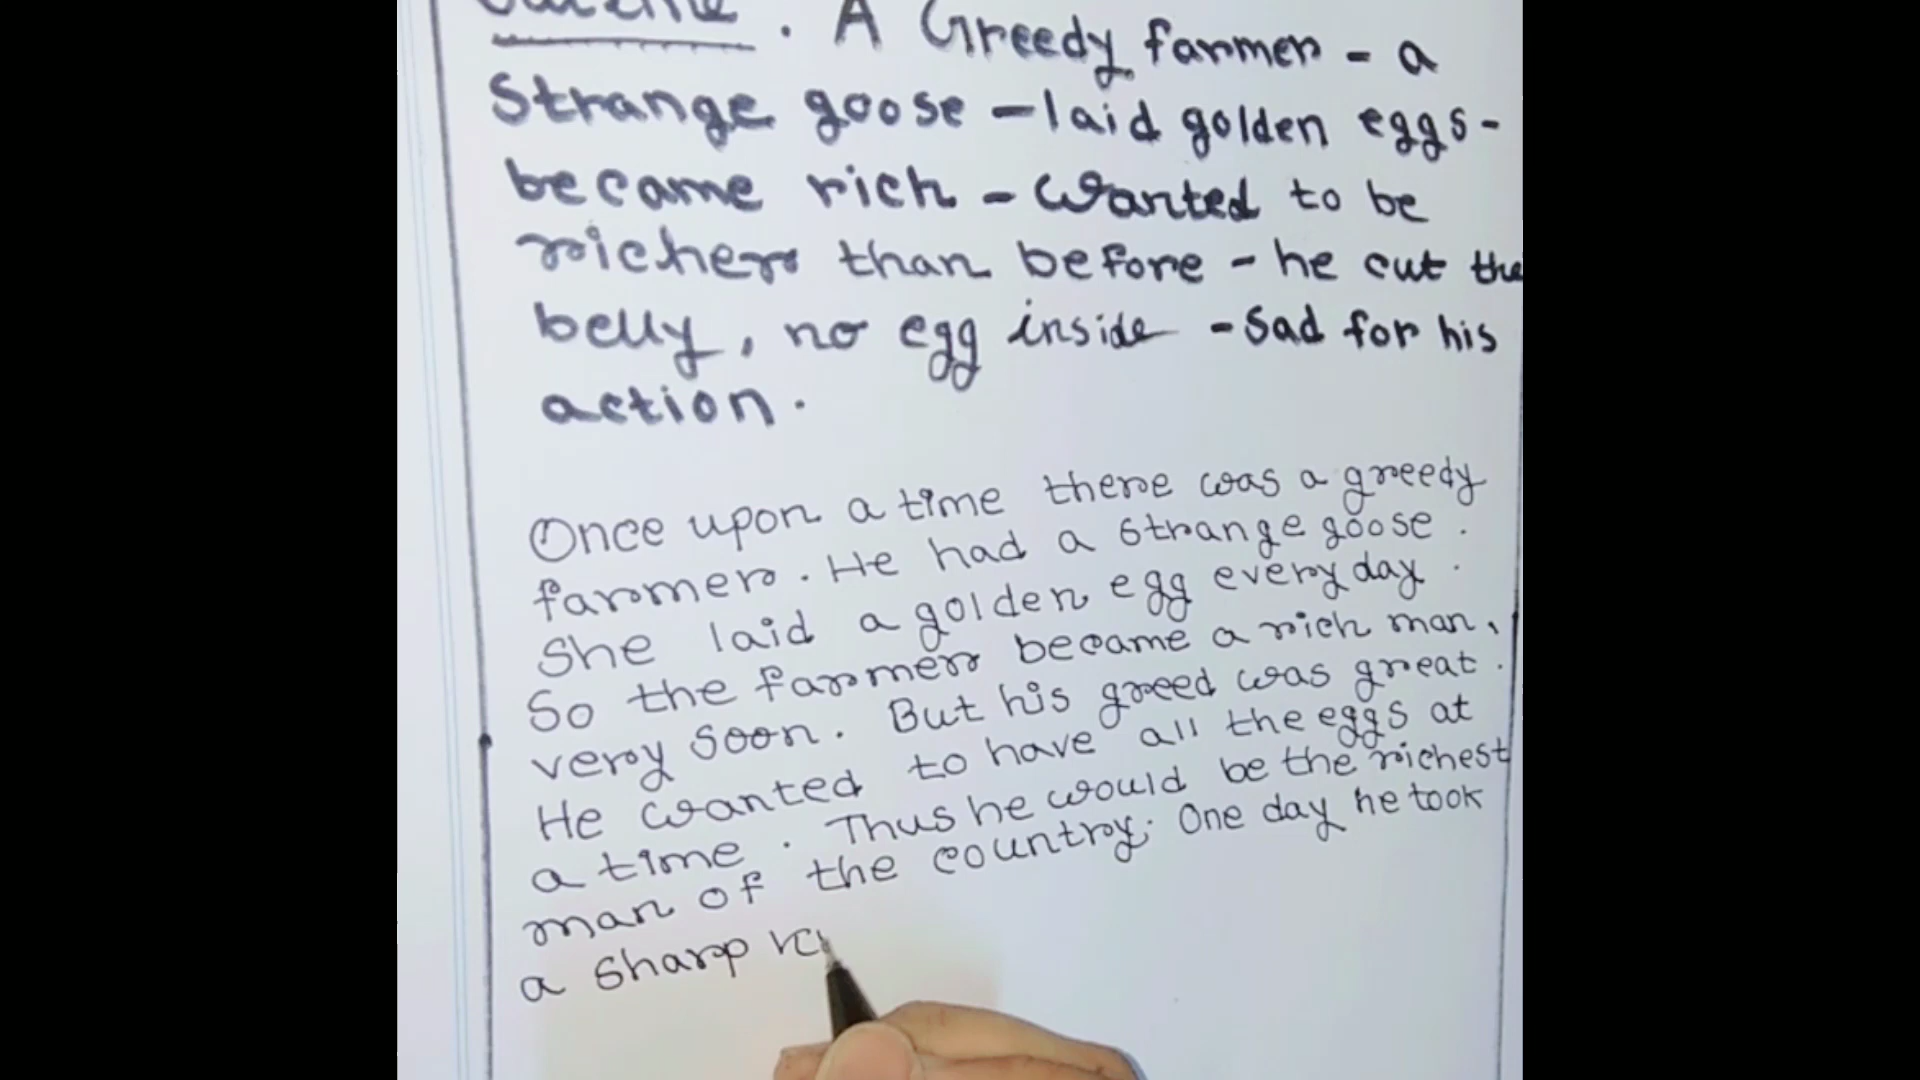 Outline. A Greedy farmer - a
Strange goose - laid golden eggs -
became rich - wanted to be
richer than before - he cut the
belly, no egg inside - Sad for his
action.
Once upon a time there was a greedy
farmer. He had a strange goose.
She laid a golden egg everyday.
So the farmer became a rich man.
very soon. But his greed was great.
He wanted to have all the eggs at
a time. Thus he would be the richest
man of the country. One day he took
a sharp